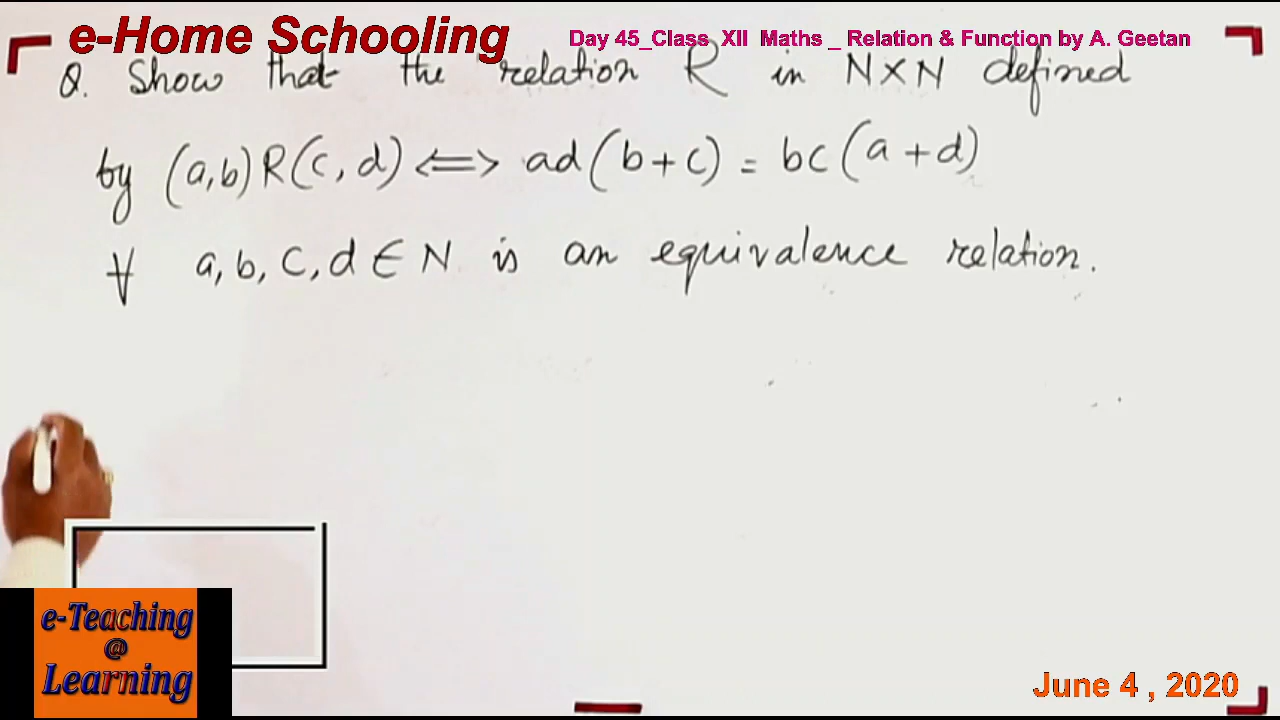 e-Home Schooling
Day 45_Class XII Maths _ Relation & Function by A. Geetan
Q. Show that the relation R in N×N defined
by (a,b)R(c,d) ⟺ ad(b+c) = bc(a+d)
∀ a, b, c, d ∈ N is an equivalence relation.
e-Teaching
@
Learning
June 4 , 2020